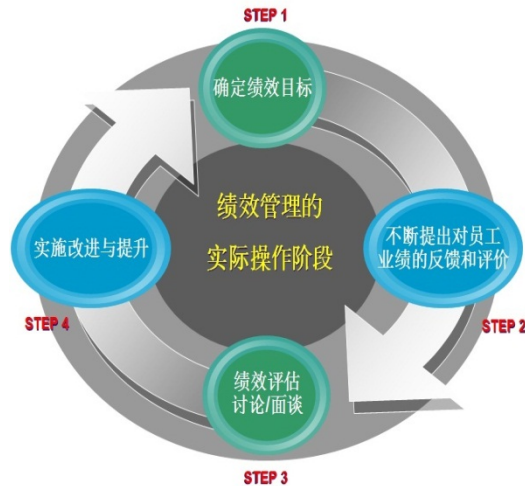 STEP 1
确定绩效目标
绩效管理的
实际操作阶段
不断提出对员工
业绩的反馈和评价
STEP 2
绩效评估
讨论/面谈
STEP 3
实施改进与提升
STEP 4